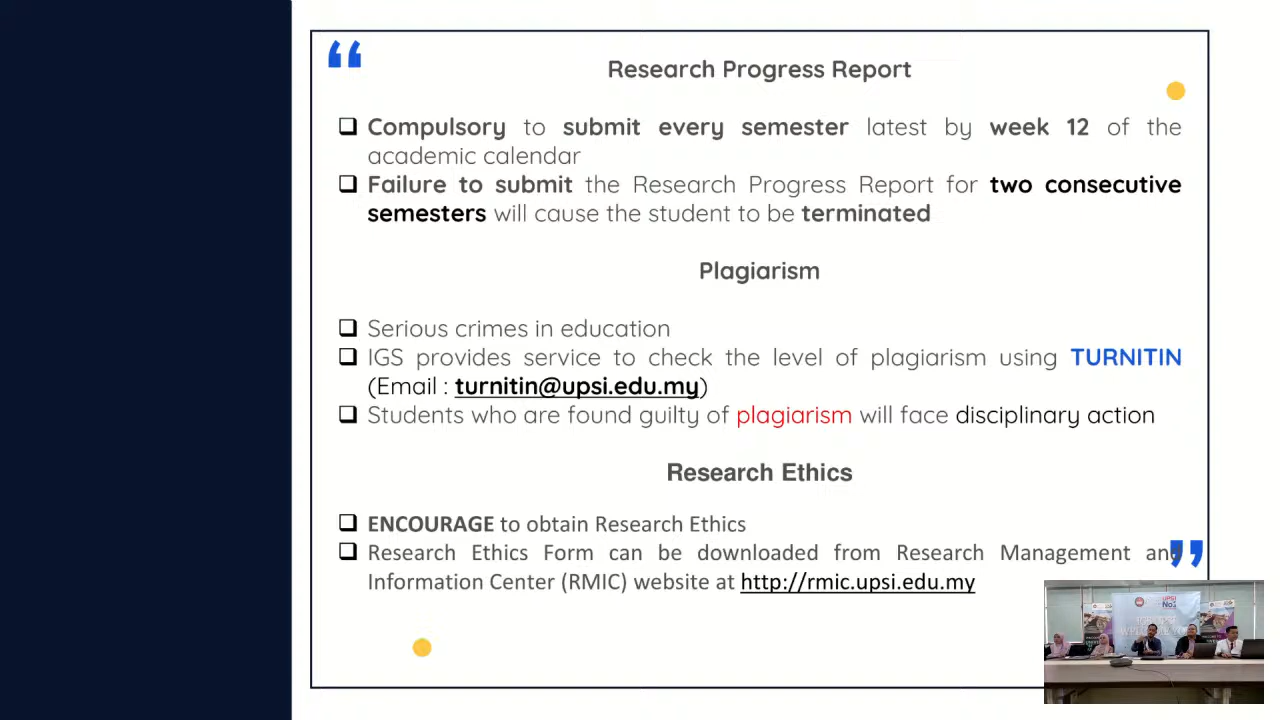 Research Progress Report
Compulsory to submit every semester latest by week 12 of the
academic calendar
Failure to submit the Research Progress Report for two consecutive
semesters will cause the student to be terminated
Plagiarism
Serious crimes in education
IGS provides service to check the level of plagiarism using TURNITIN
(Email : turnitin@upsi.edu.my)
Students who are found guilty of plagiarism will face disciplinary action
Research Ethics
ENCOURAGE to obtain Research Ethics
Research Ethics Form can be downloaded from Research Management and
Information Center (RMIC) website at http://rmic.upsi.edu.my
UPSI